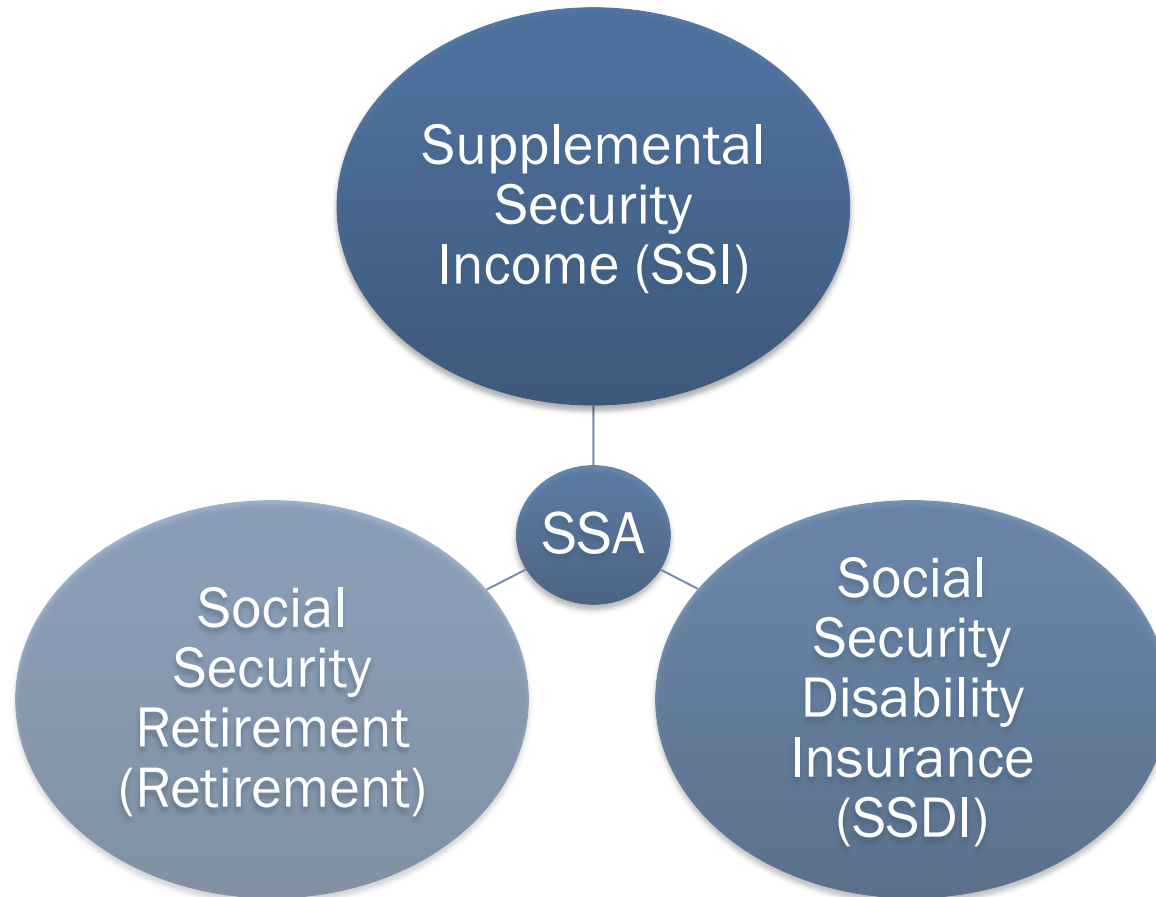 Supplemental
Security
Income (SSI)
SSA
Social
Security
Retirement
(Retirement)
Social
Security
Disability
Insurance
(SSDI)